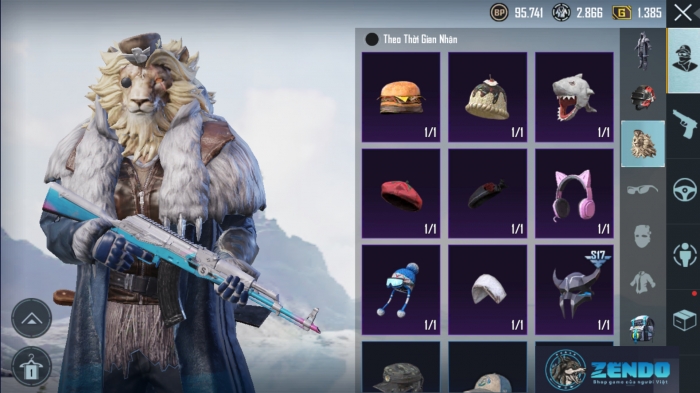 BP 95.741 2.866 G 1.385
Theo Thời Gian Nhận
1/1 1/1 1/1
1/1 1/1 1/1
S17
1/1 1/1 1/1
1
ZENDO
Shop game của người Việt